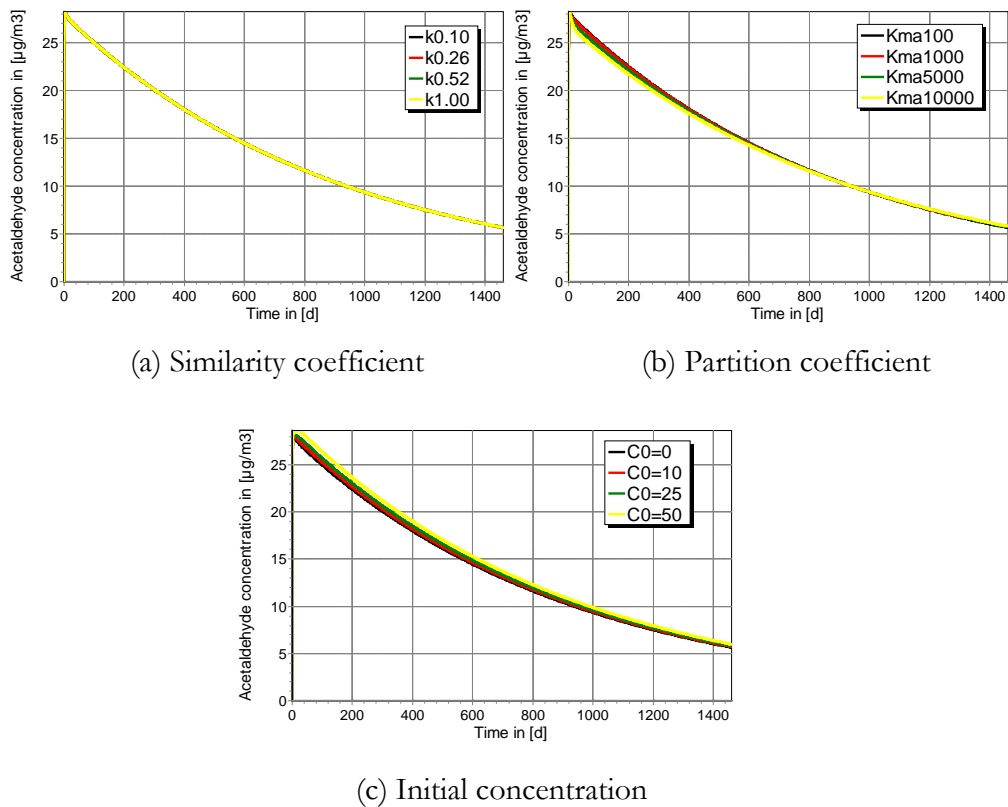 Acetaldehyde concentration in [µg/m3]
25
20
15
10
5
0
k0.10
k0.26
k0.52
k1.00
0 200 400 600 800 1000 1200 1400
Time in [d]
(a) Similarity coefficient
Acetaldehyde concentration in [µg/m3]
25
20
15
10
5
0
Kma100
Kma1000
Kma5000
Kma10000
0 200 400 600 800 1000 1200 1400
Time in [d]
(b) Partition coefficient
Acetaldehyde concentration in [µg/m3]
25
20
15
10
5
0
C0=0
C0=10
C0=25
C0=50
0 200 400 600 800 1000 1200 1400
Time in [d]
(c) Initial concentration